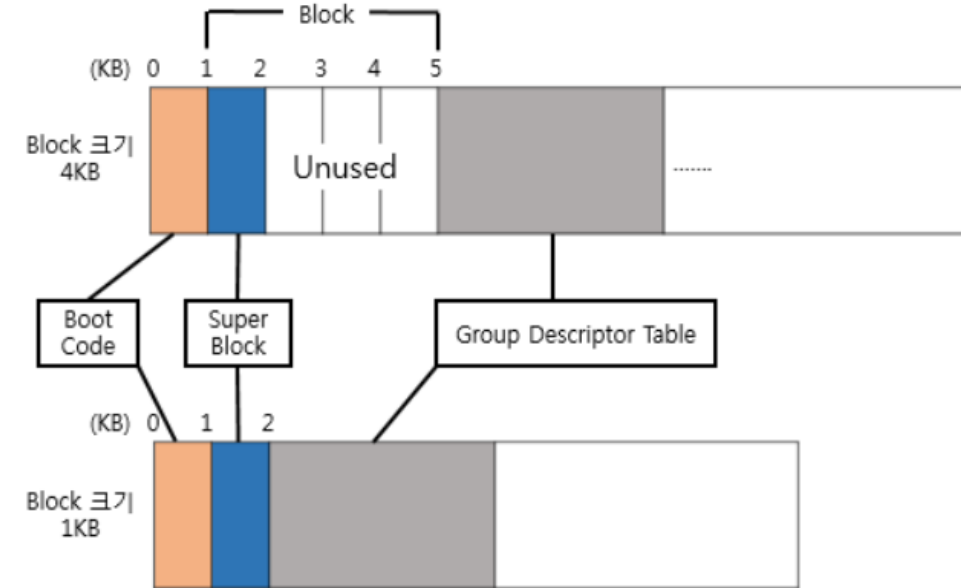 Block
(KB) 0 1 2 3 4 5
Block 크기
4KB
Unused
.......
Boot
Code
Super
Block
Group Descriptor Table
(KB) 0 1 2
Block 크기
1KB